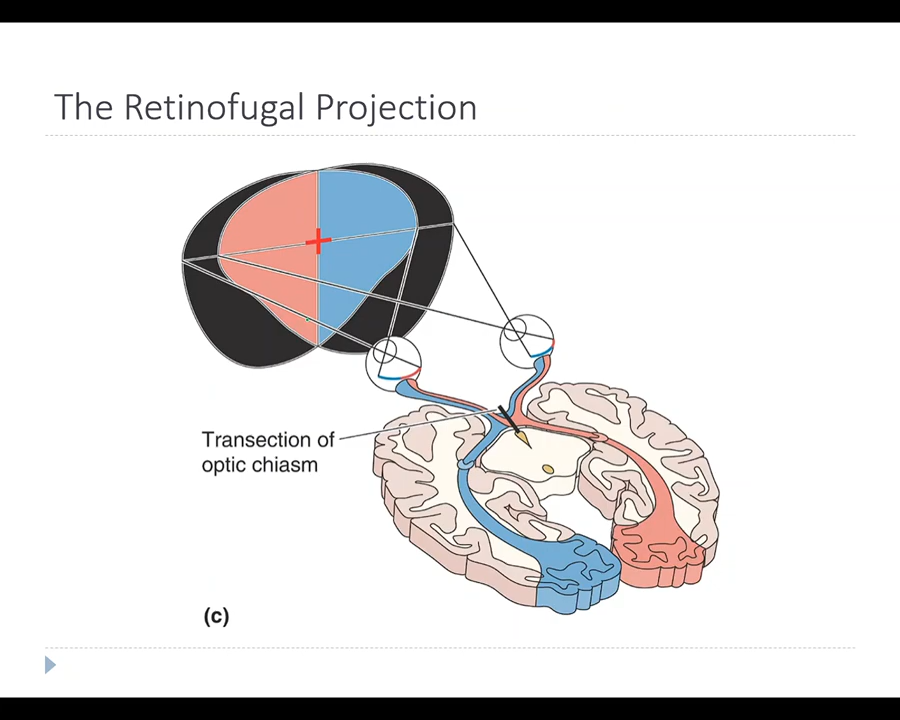 The Retinofugal Projection
Transection of
optic chiasm
(c)